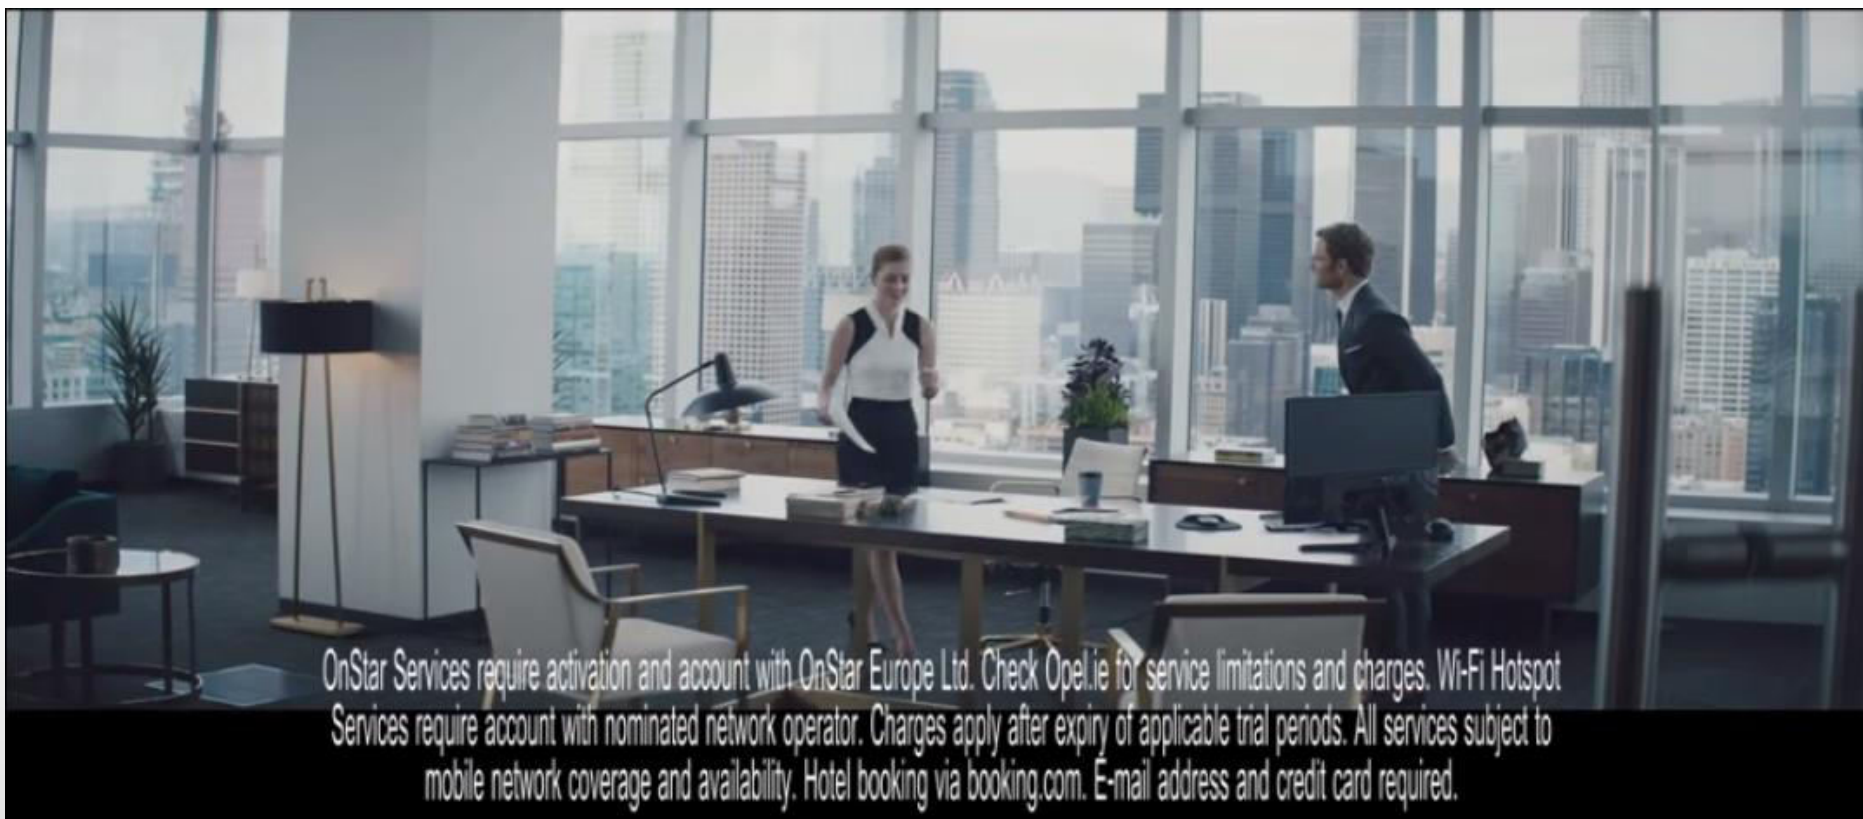 OnStar Services require activation and account with OnStar Europe Ltd. Check Opel.ie for service limitations and charges. Wi-Fi Hotspot
Services require account with nominated network operator. Charges apply after expiry of applicable trial periods. All services subject to
mobile network coverage and availability. Hotel booking via booking.com. E-mail address and credit card required.